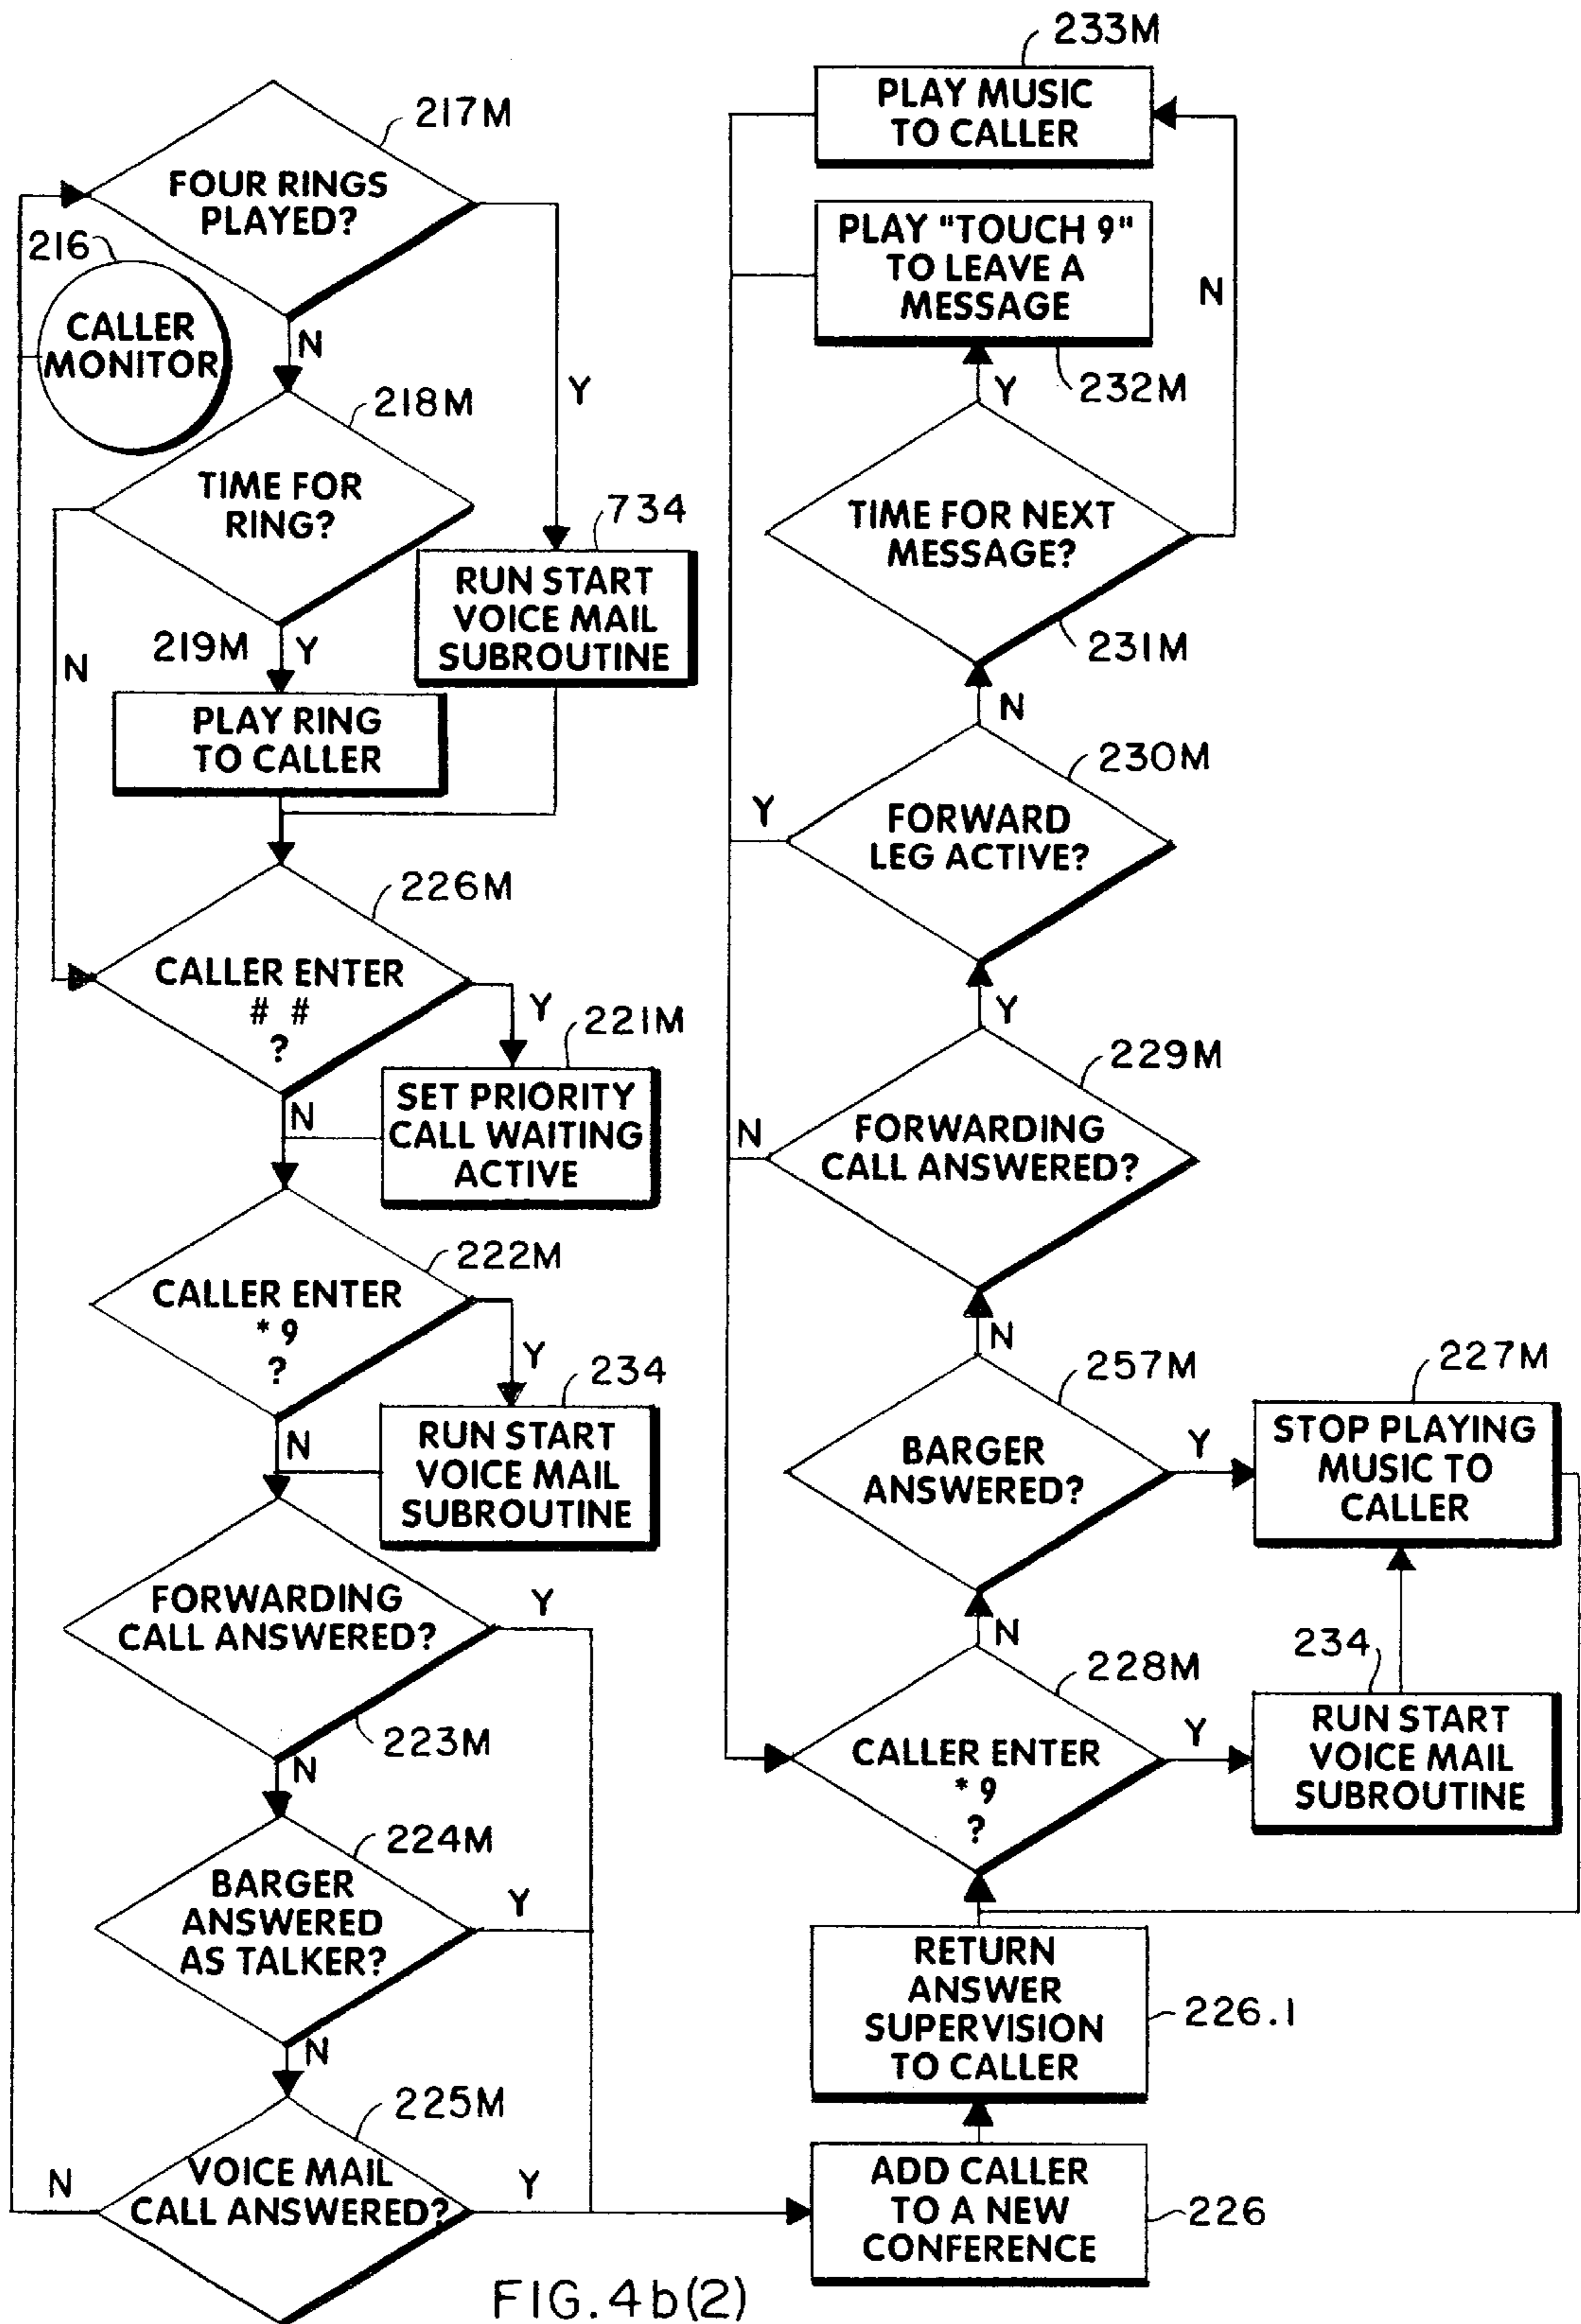 217M
FOUR RINGS
PLAYED?
216
CALLER
MONITOR
N
Y
218M
TIME FOR
RING?
734
RUN START
VOICE MAIL
SUBROUTINE
N
219M
Y
PLAY RING
TO CALLER
226M
CALLER ENTER
# #
?
Y
221M
N
SET PRIORITY
CALL WAITING
ACTIVE
222M
CALLER ENTER
* 9
?
Y
234
N
RUN START
VOICE MAIL
SUBROUTINE
FORWARDING
CALL ANSWERED?
Y
223M
N
224M
BARGER
ANSWERED
AS TALKER?
Y
N
225M
VOICE MAIL
CALL ANSWERED?
N
Y
233M
PLAY MUSIC
TO CALLER
PLAY "TOUCH 9"
TO LEAVE A
MESSAGE
N
Y
232M
TIME FOR NEXT
MESSAGE?
231M
N
230M
Y
FORWARD
LEG ACTIVE?
Y
229M
N
FORWARDING
CALL ANSWERED?
N
257M
227M
BARGER
ANSWERED?
Y
STOP PLAYING
MUSIC TO
CALLER
N
228M
234
CALLER ENTER
* 9
?
Y
RUN START
VOICE MAIL
SUBROUTINE
RETURN
ANSWER
SUPERVISION
TO CALLER
226.1
ADD CALLER
TO A NEW
CONFERENCE
226
FIG.4b(2)